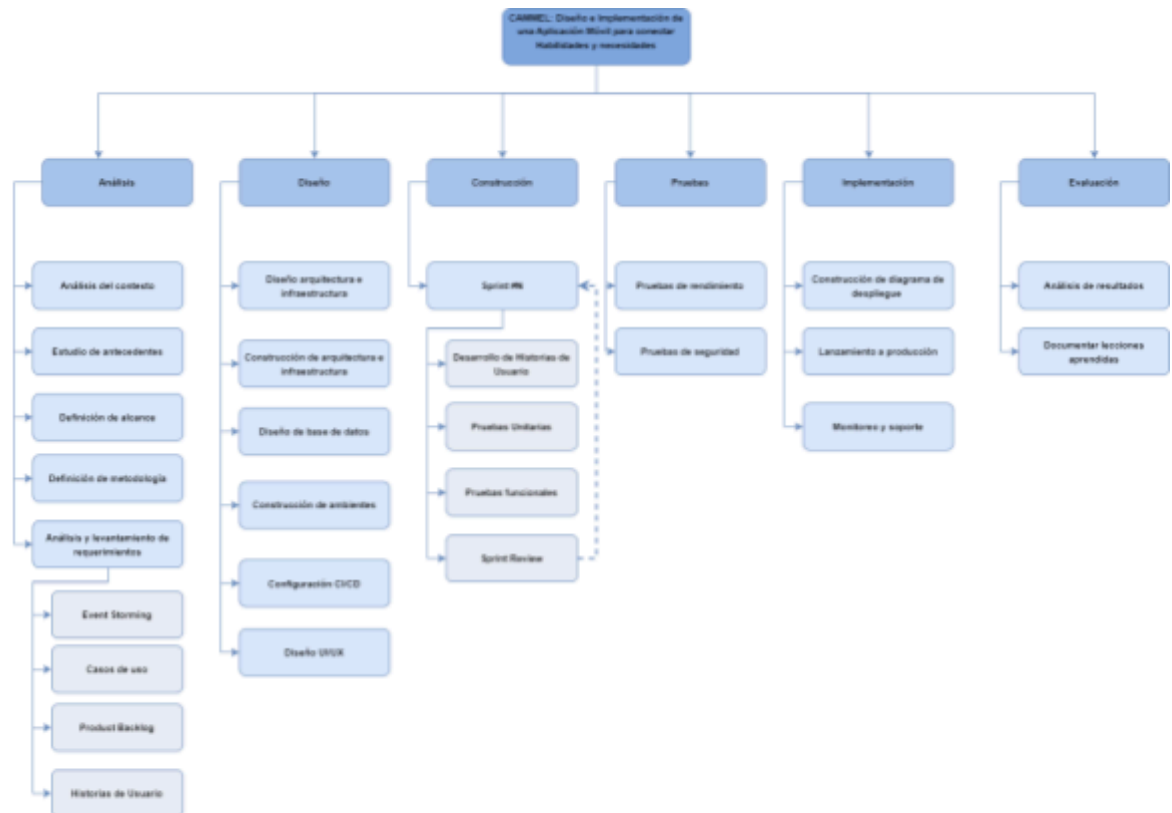 CAMMEL: Diseño e Implementación de
una Aplicación Móvil para conectar
Habilidades y necesidades
Análisis
Diseño
Construcción
Pruebas
Implementación
Evaluación
Análisis del contexto
Estudio de antecedentes
Definición de alcance
Definición de metodología
Análisis y levantamiento de
requerimientos
Event Storming
Casos de uso
Product Backlog
Historias de Usuario
Diseño arquitectura e
infraestructura
Construcción de arquitectura e
infraestructura
Diseño de base de datos
Construcción de ambientes
Configuración CI/CD
Diseño UI/UX
Sprint
Desarrollo de Historias de
Usuario
Pruebas Unitarias
Pruebas funcionales
Sprint Review
Pruebas de rendimiento
Pruebas de seguridad
Construcción de diagrama de
despliegue
Lanzamiento a producción
Monitoreo y soporte
Análisis de resultados
Documentar lecciones
aprendidas